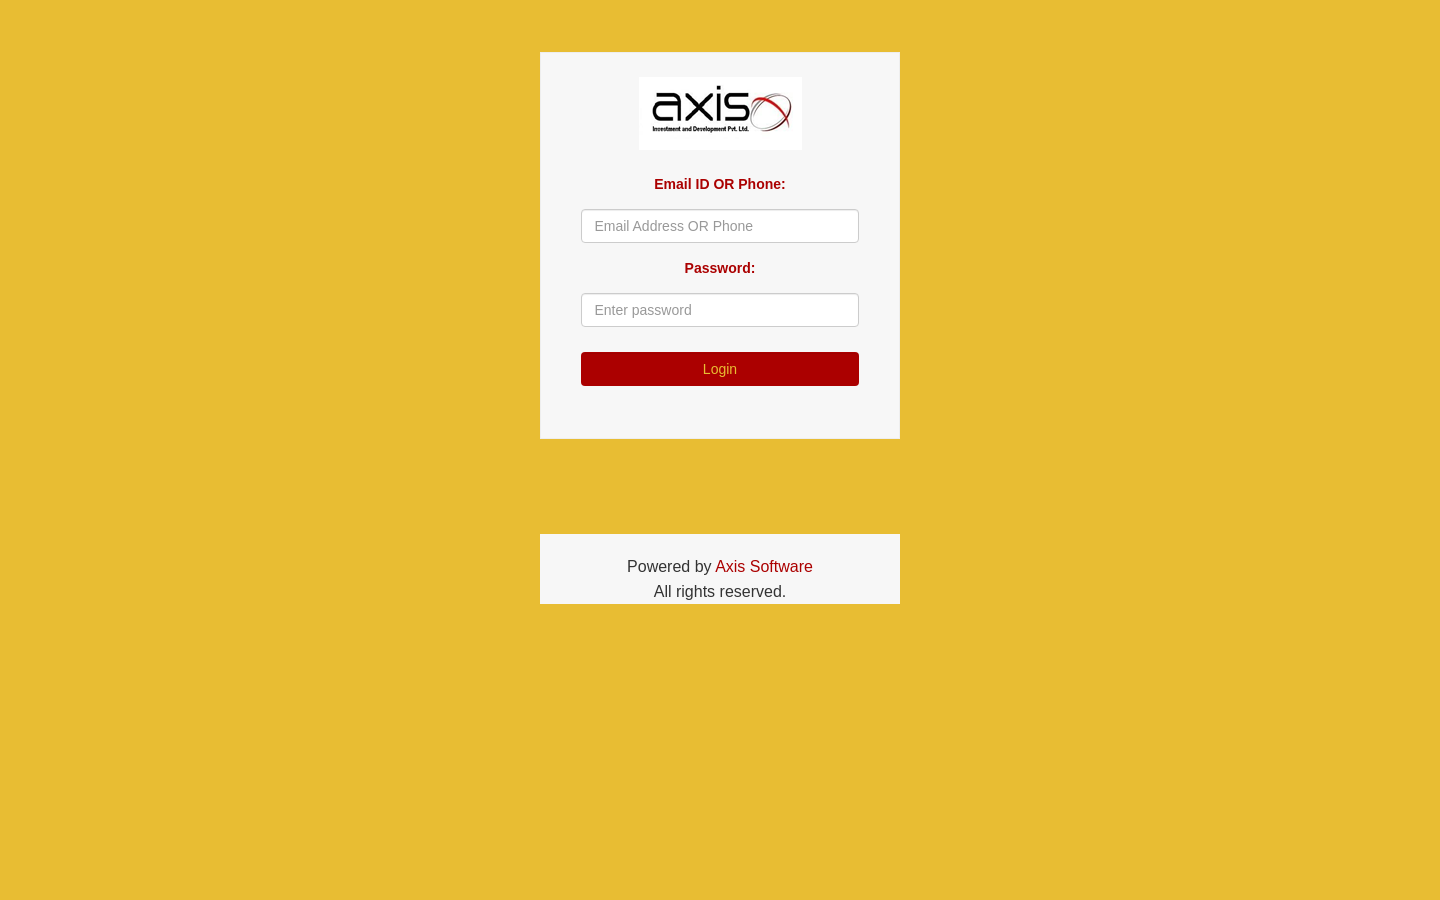 axis
Investment and Development Pvt. Ltd.
Email ID OR Phone:
Email Address OR Phone
Password:
Enter password
Login
Powered by Axis Software
All rights reserved.